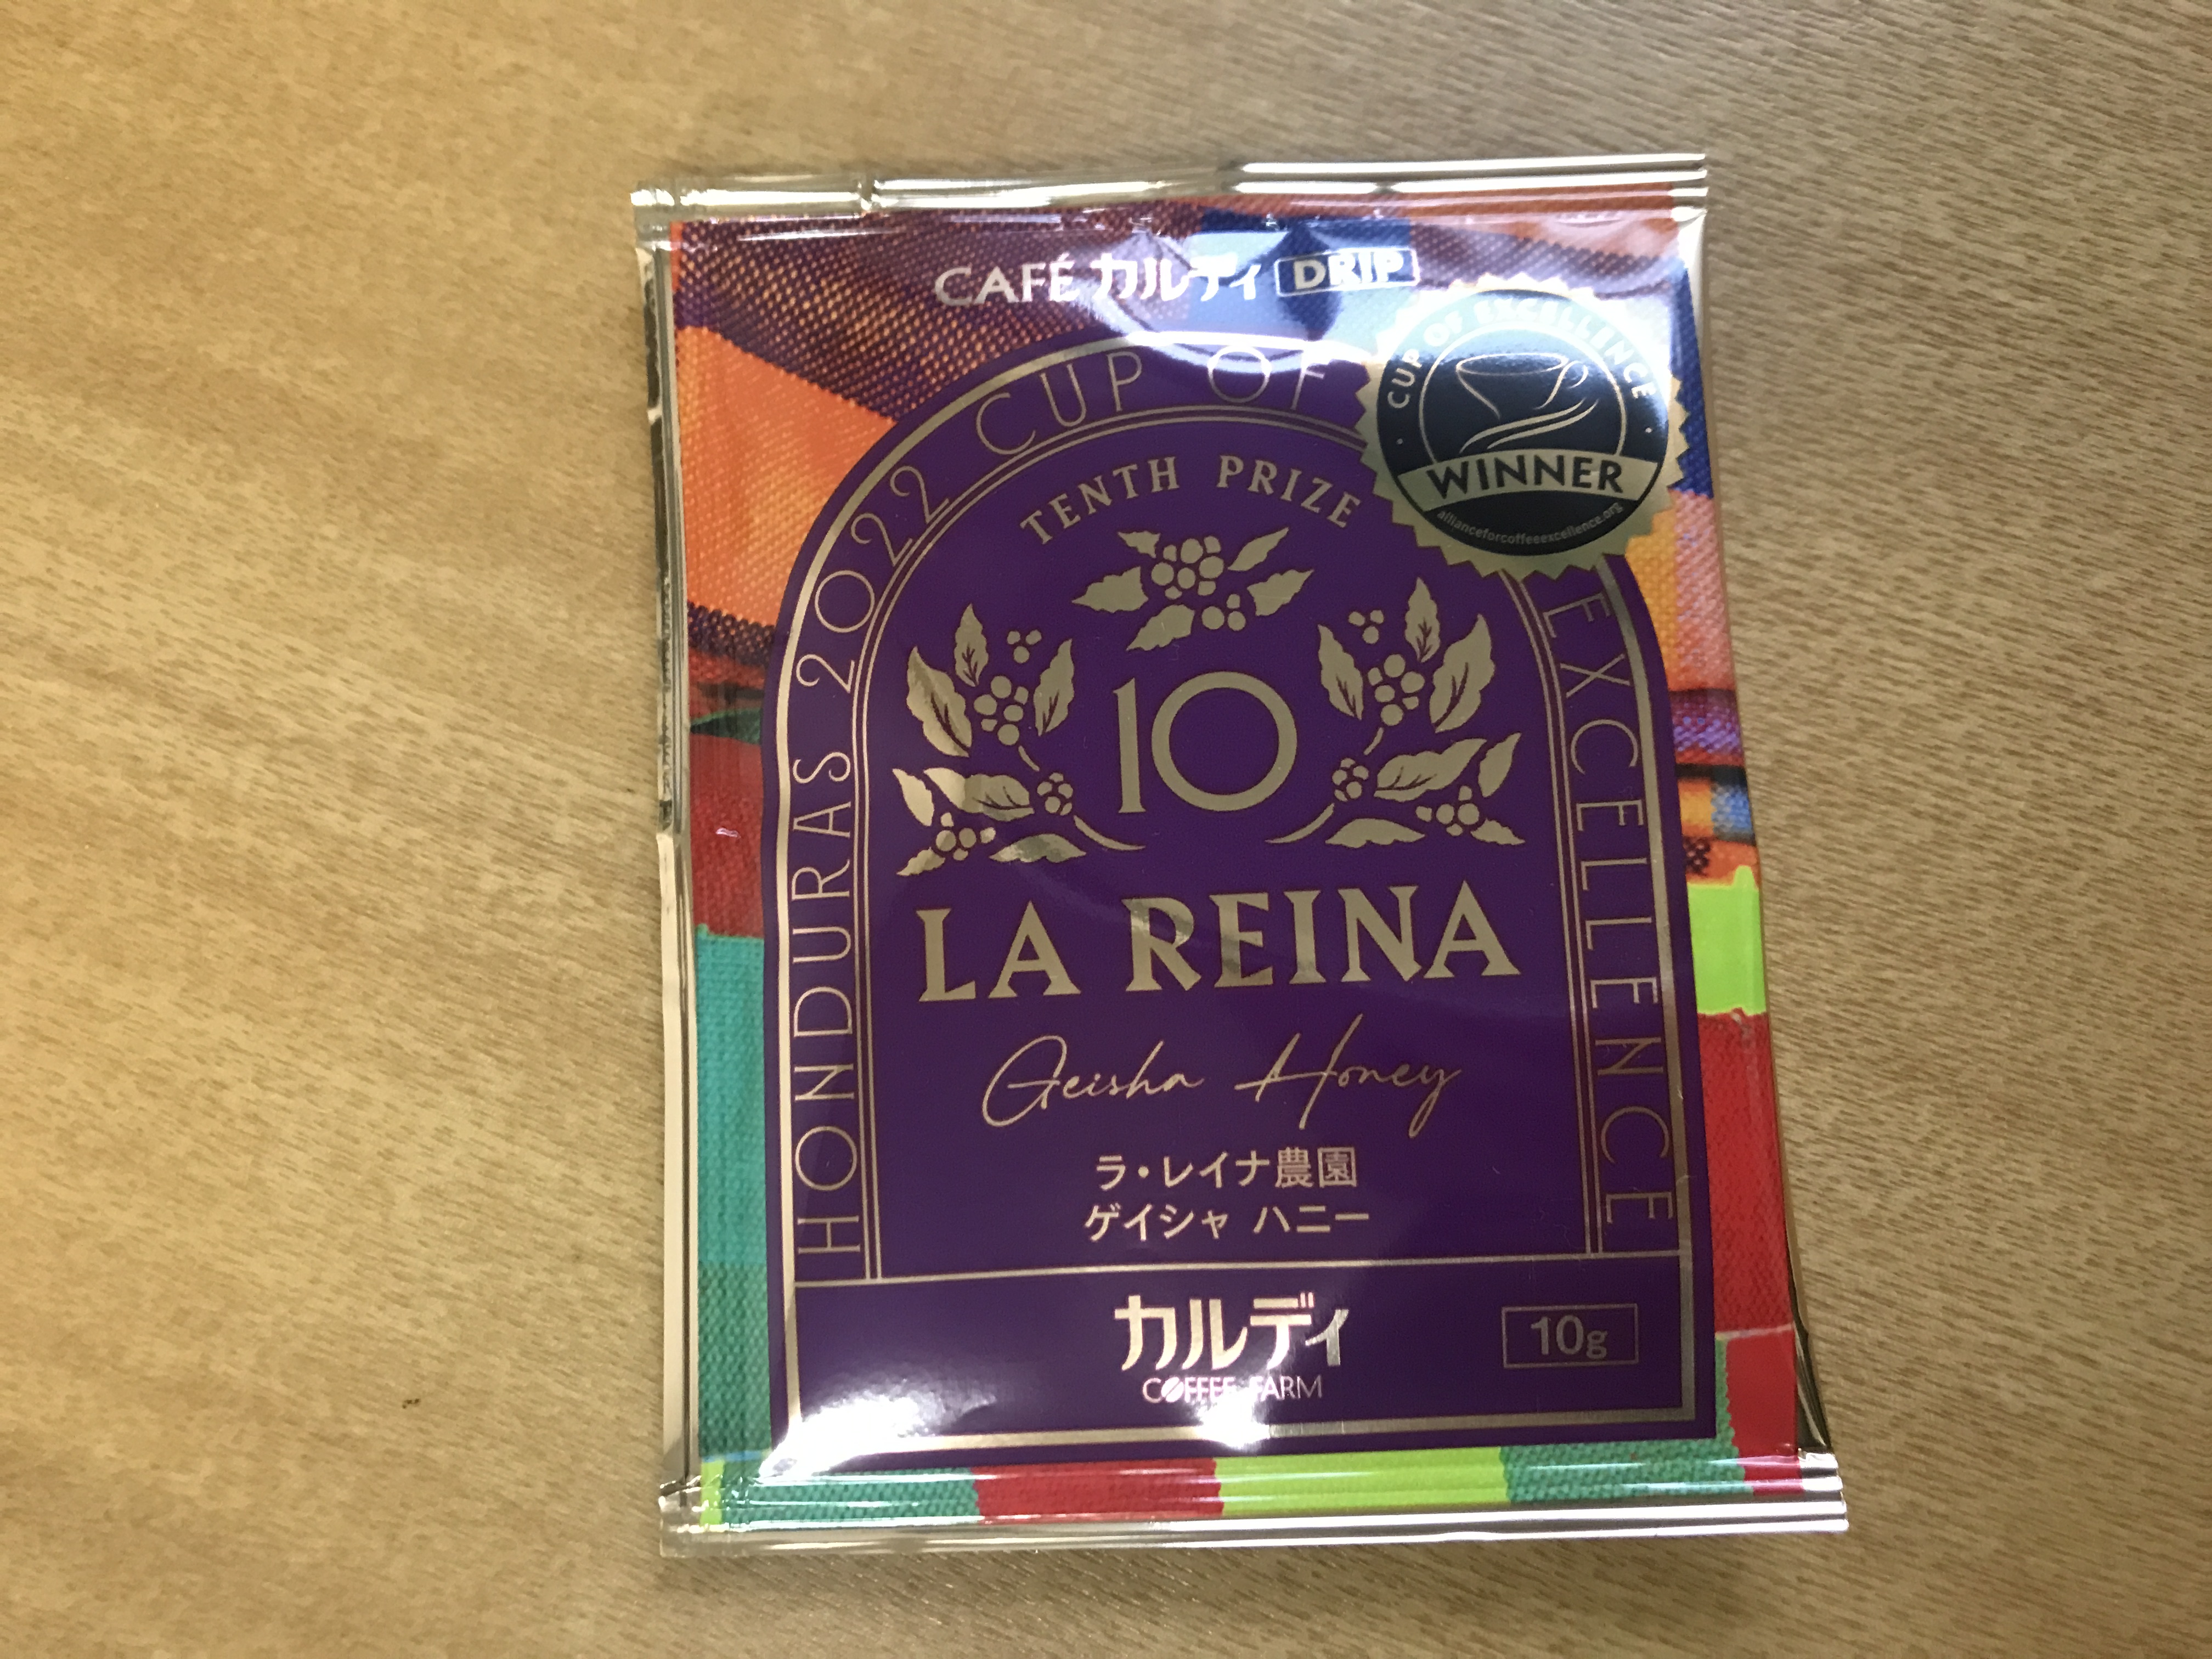 CAFÉ カルディ DRIP
CUP OF EXCELLENCE
WINNER
allianceforcoffeeexcellence.org
HONDURAS 2022 CUP OF EXCELLENCE
TENTH PRIZE
10
LA REINA
Geisha Honey
ラ・レイナ農園
ゲイシャ ハニー
カルディ
COFFEE FARM
10g